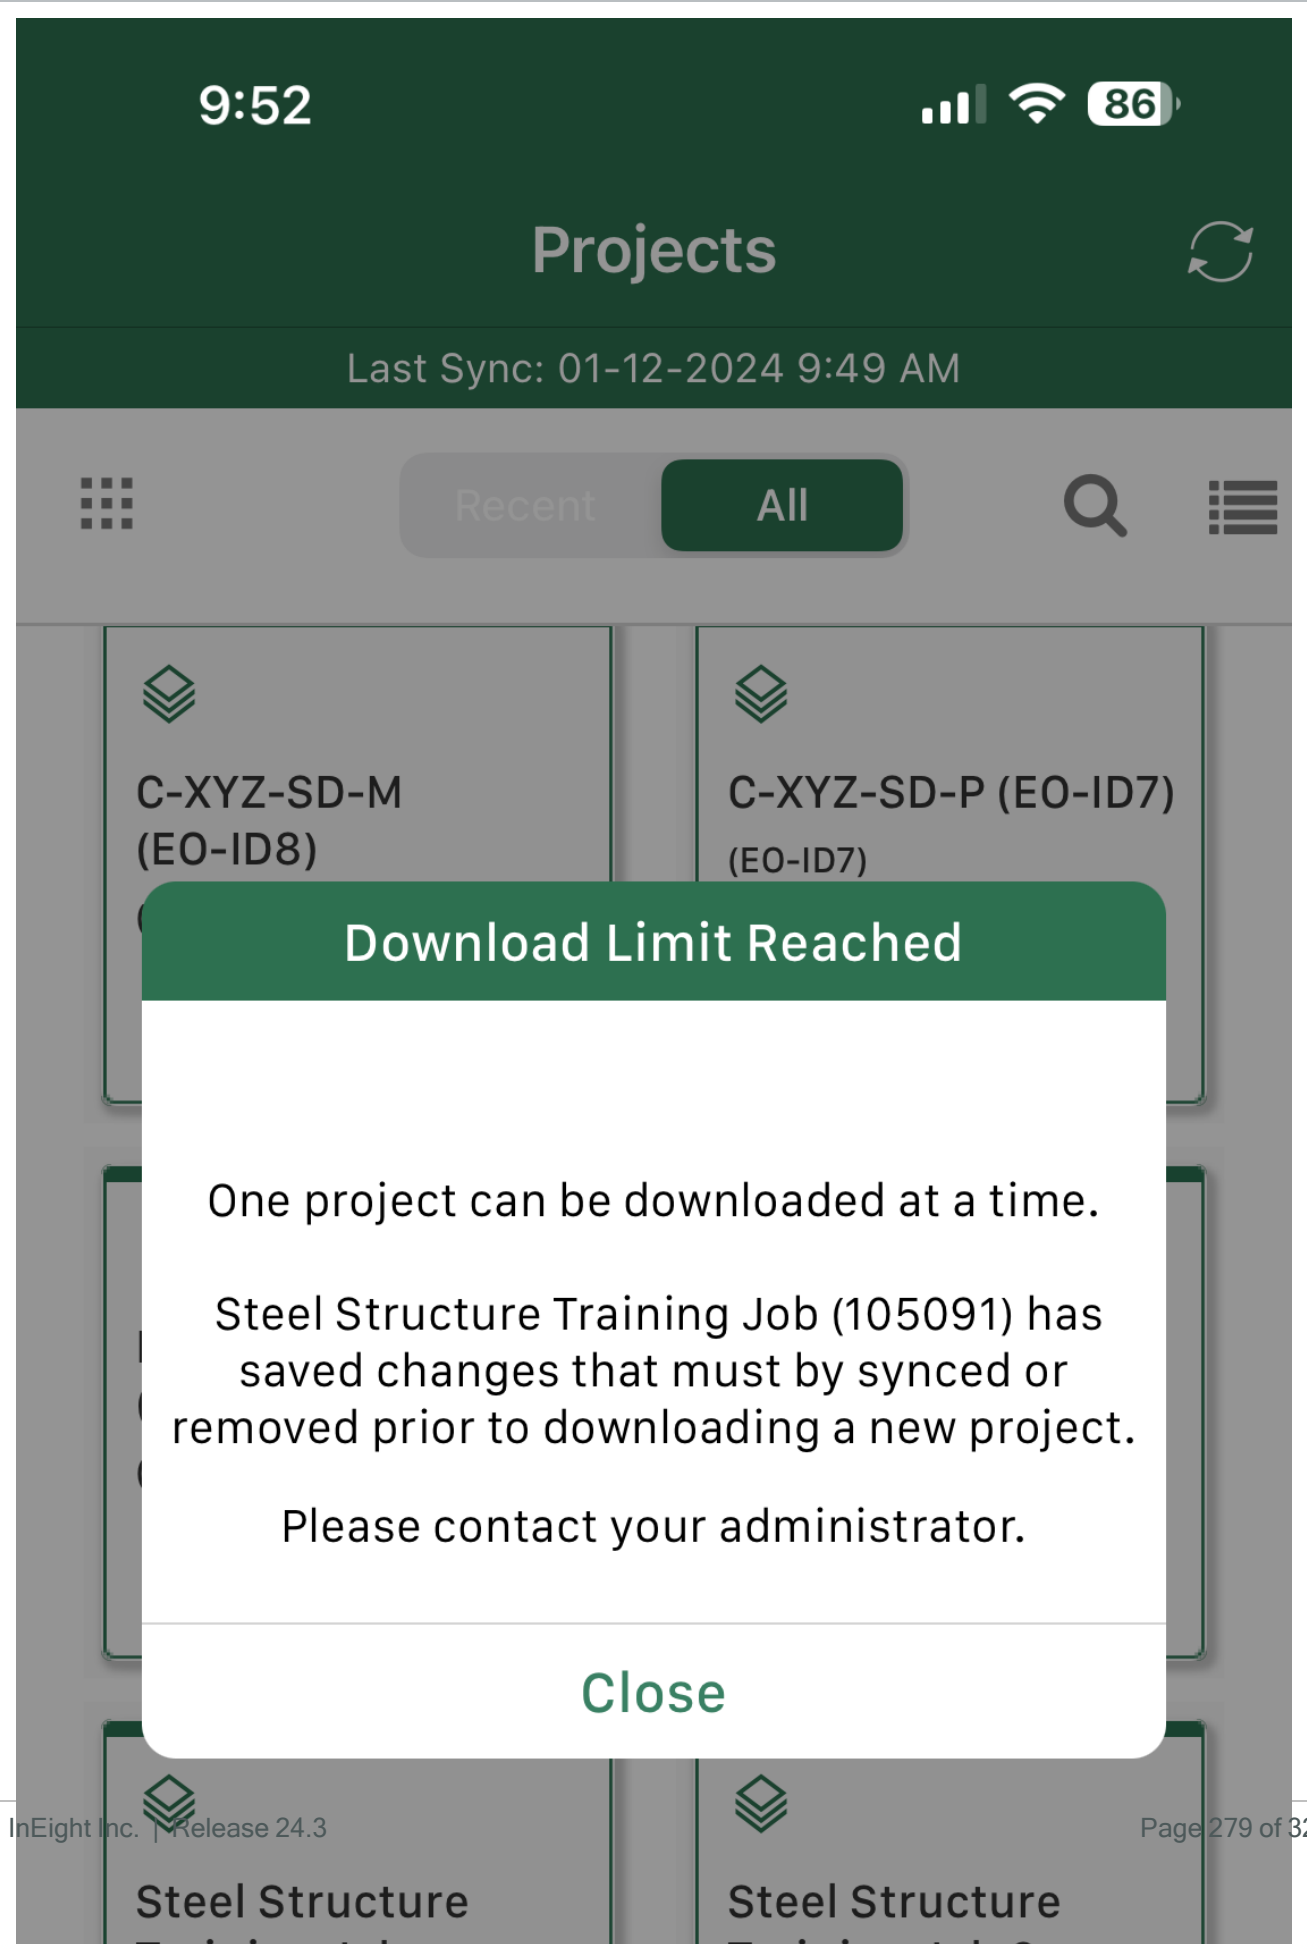 9:52
86
Projects
Last Sync: 01-12-2024 9:49 AM
Recent
All
C-XYZ-SD-M
(EO-ID8)
C-XYZ-SD-P (EO-ID7)
(EO-ID7)
Download Limit Reached
One project can be downloaded at a time.
Steel Structure Training Job (105091) has
saved changes that must by synced or
removed prior to downloading a new project.
Please contact your administrator.
Close
InEight Inc. | Release 24.3
Page 279 of
Steel Structure
Steel Structure